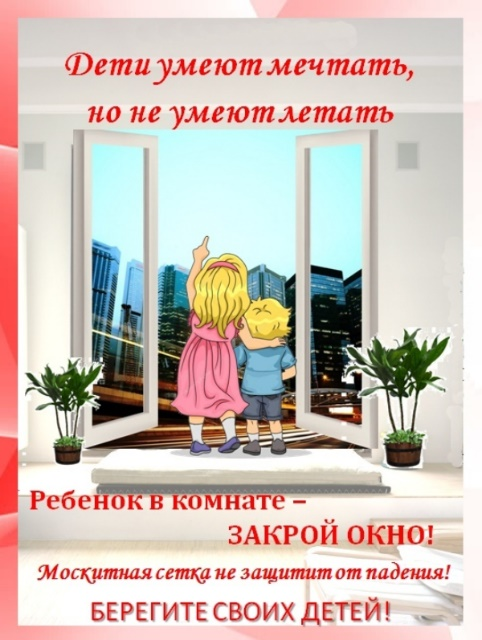 Дети умеют мечтать,
но не умеют летать
Ребенок в комнате –
ЗАКРОЙ ОКНО!
Москитная сетка не защитит от падения!
БЕРЕГИТЕ СВОИХ ДЕТЕЙ!